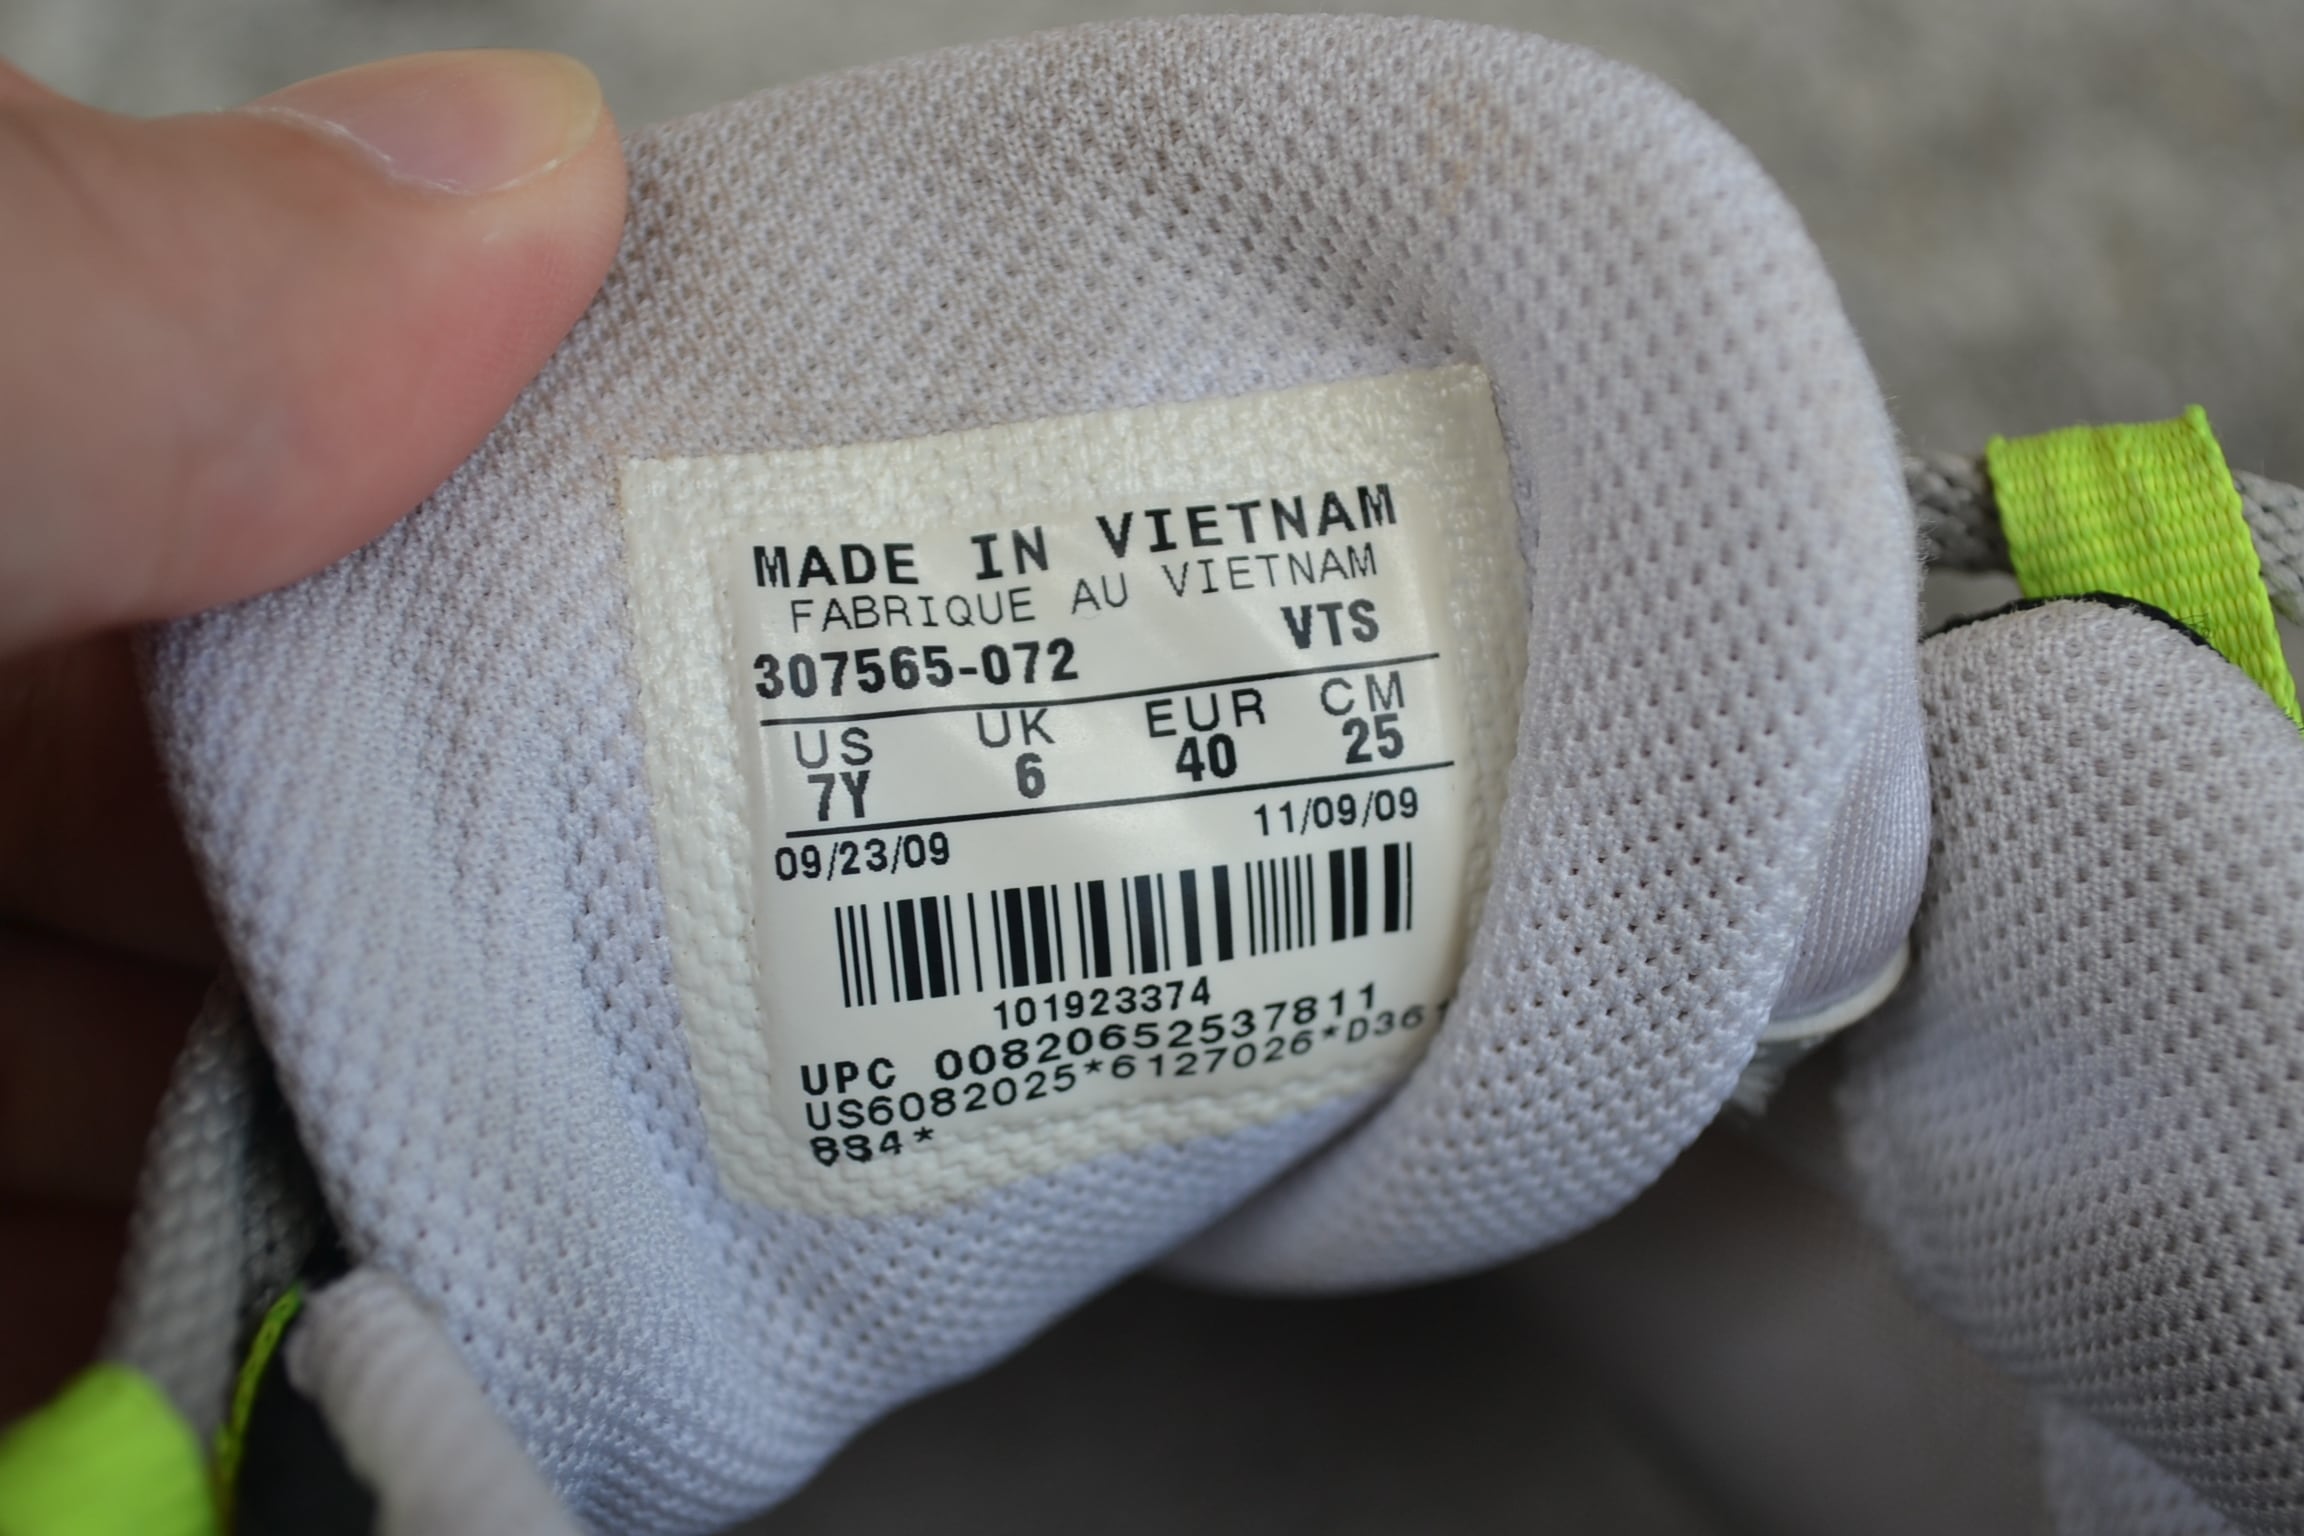 MADE IN VIETNAM
FABRIQUE AU VIETNAM
307565-072 VTS
US UK EUR CM
7Y 6 40 25
09/23/09 11/09/09
101923374
UPC 00820652537811
US6082025*6127026*D36*
884*